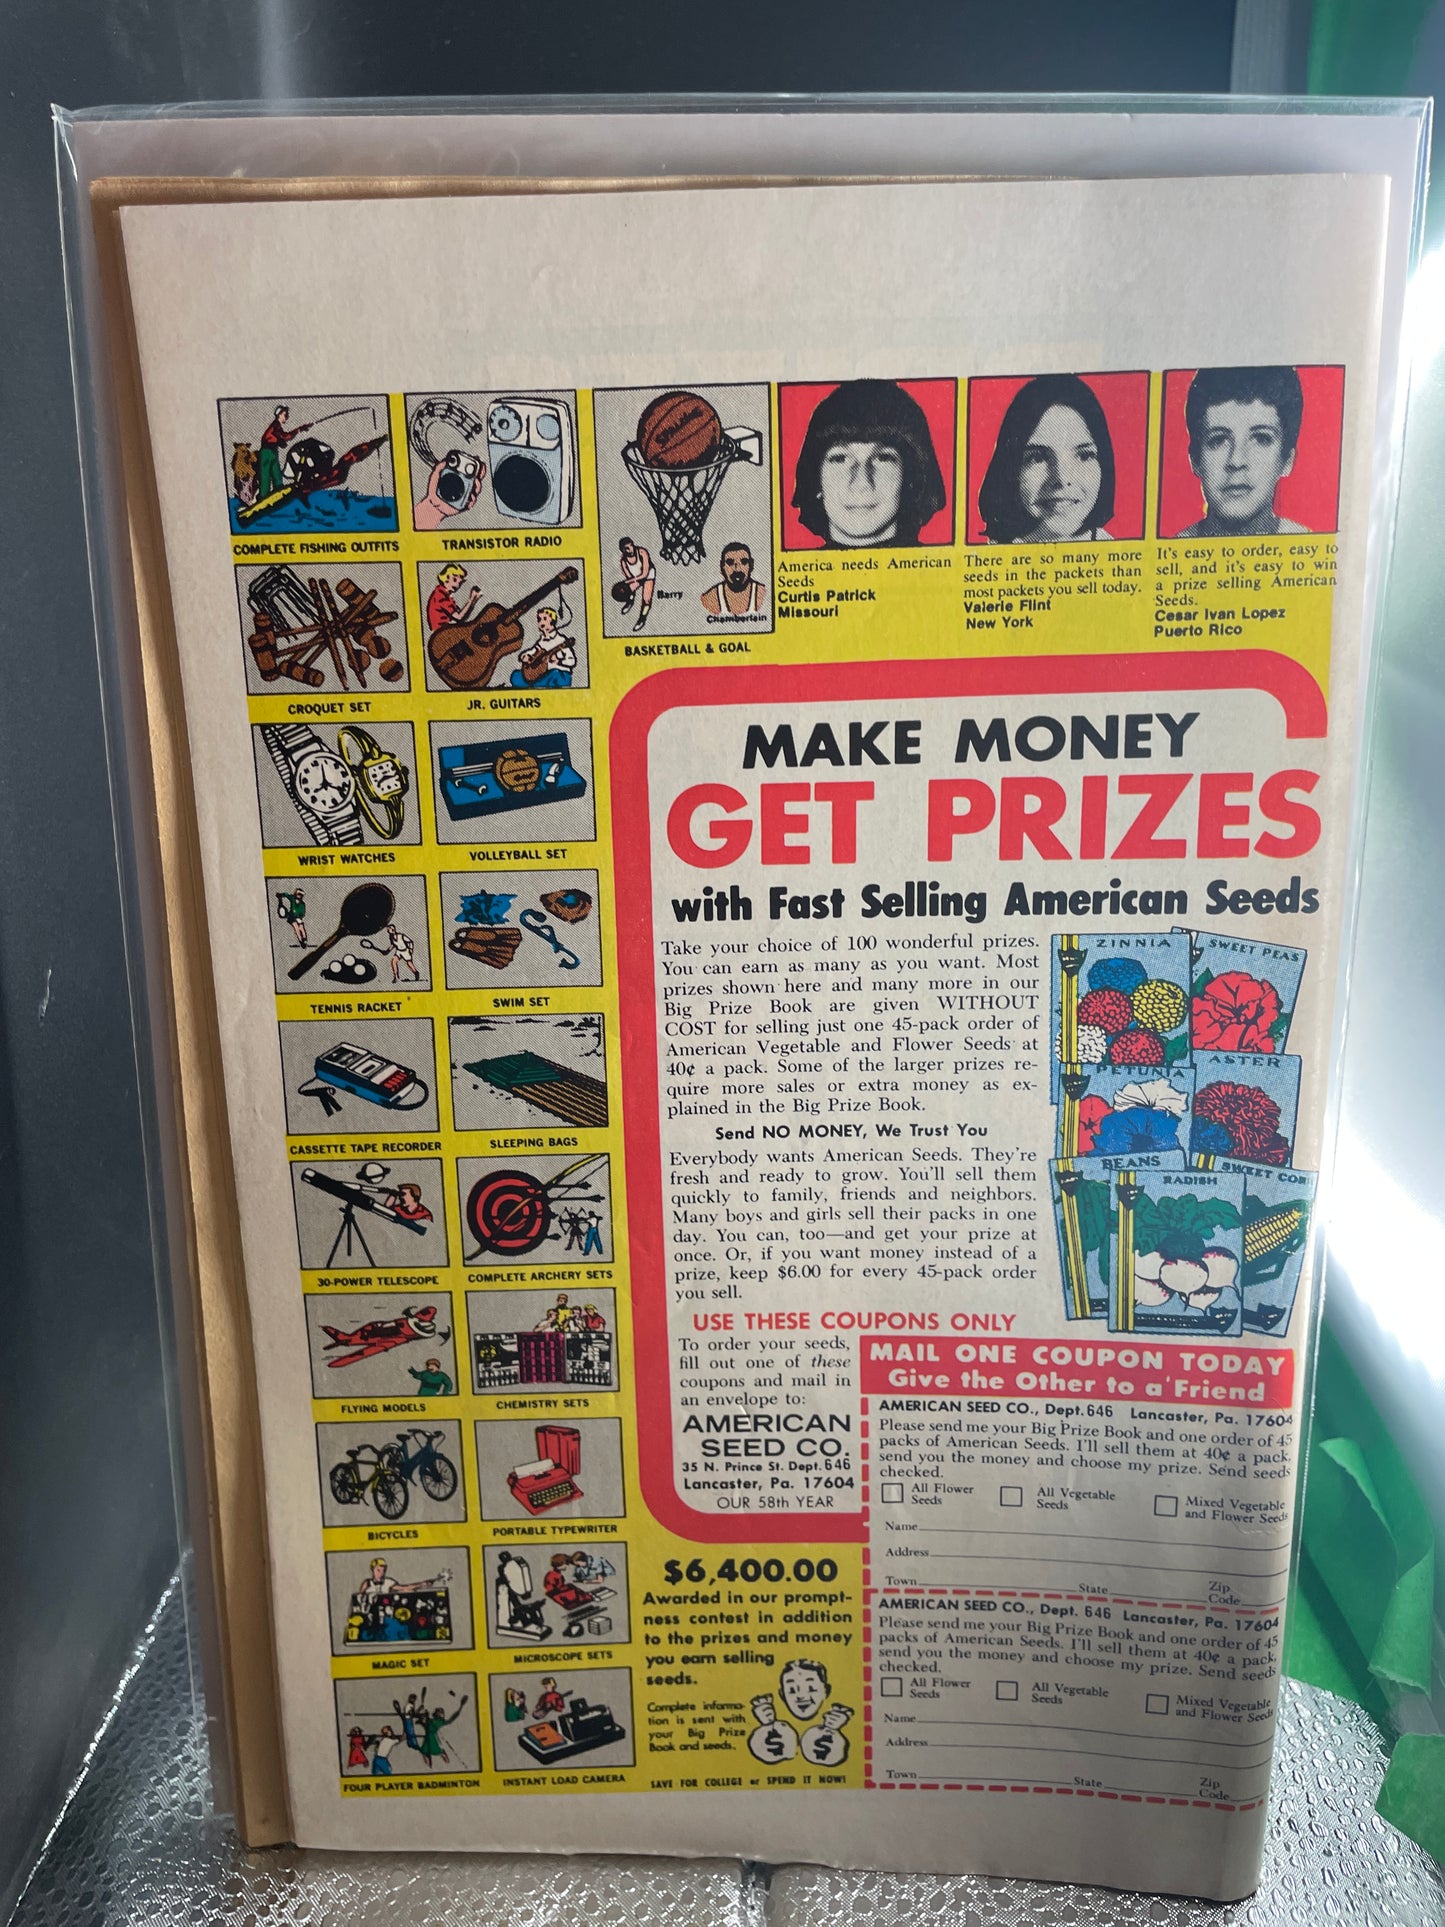 COMPLETE FISHING OUTFITS
TRANSISTOR RADIO
CROQUET SET
JR. GUITARS
WRIST WATCHES
VOLLEYBALL SET
TENNIS RACKET
SWIM SET
CASSETTE TAPE RECORDER
SLEEPING BAGS
30-POWER TELESCOPE
COMPLETE ARCHERY SETS
FLYING MODELS
CHEMISTRY SETS
BICYCLES
PORTABLE TYPEWRITER
MAGIC SET
MICROSCOPE SETS
FOUR PLAYER BADMINTON
INSTANT LOAD CAMERA
Barry
Chamberlain
BASKETBALL & GOAL
America needs American
Seeds
Curtis Patrick
Missouri
There are so many more
seeds in the packets than
most packets you sell today.
Valerie Flint
New York
It's easy to order, easy to
sell, and it's easy to win
a prize selling American
Seeds.
Cesar Ivan Lopez
Puerto Rico
MAKE MONEY
GET PRIZES
with Fast Selling American Seeds
Take your choice of 100 wonderful prizes.
You can earn as many as you want. Most
prizes shown here and many more in our
Big Prize Book are given WITHOUT
COST for selling just one 45-pack order of
American Vegetable and Flower Seeds at
40¢ a pack. Some of the larger prizes re-
quire more sales or extra money as ex-
plained in the Big Prize Book.
Send NO MONEY, We Trust You
Everybody wants American Seeds. They're
fresh and ready to grow. You'll sell them
quickly to family, friends and neighbors.
Many boys and girls sell their packs in one
day. You can, too—and get your prize at
once. Or, if you want money instead of a
prize, keep $6.00 for every 45-pack order
you sell.
ZINNIA
SWEET PEAS
PETUNIA
ASTER
BEANS
RADISH
SWEET CORN
USE THESE COUPONS ONLY
To order your seeds,
fill out one of these
coupons and mail in
an envelope to:
AMERICAN
SEED CO.
35 N. Prince St. Dept. 646
Lancaster, Pa. 17604
OUR 58th YEAR
MAIL ONE COUPON TODAY
Give the Other to a Friend
AMERICAN SEED CO., Dept. 646 Lancaster, Pa. 17604
Please send me your Big Prize Book and one order of 45
packs of American Seeds. I'll sell them at 40¢ a pack,
send you the money and choose my prize. Send seeds
checked.
All Flower
Seeds
All Vegetable
Seeds
Mixed Vegetable
and Flower Seeds
Name
Address
Town State Zip
Code
AMERICAN SEED CO., Dept. 646 Lancaster, Pa. 17604
Please send me your Big Prize Book and one order of 45
packs of American Seeds. I'll sell them at 40¢ a pack,
send you the money and choose my prize. Send seeds
checked.
All Flower
Seeds
All Vegetable
Seeds
Mixed Vegetable
and Flower Seeds
Name
Address
Town State Zip
Code
$6,400.00
Awarded in our prompt-
ness contest in addition
to the prizes and money
you earn selling
seeds.
Complete informa-
tion is sent with
your Big Prize
Book and seeds.
$ $
SAVE FOR COLLEGE or SPEND IT NOW!